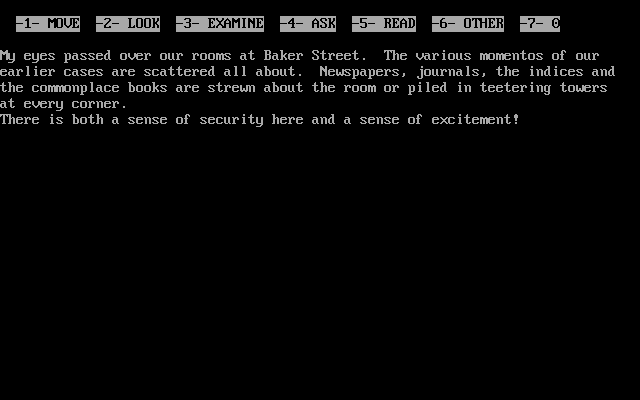 -1- MOVE -2- LOOK -3- EXAMINE -4- ASK -5- READ -6- OTHER -7- 0
My eyes passed over our rooms at Baker Street. The various momentos of our
earlier cases are scattered all about. Newspapers, journals, the indices and
the commonplace books are strewn about the room or piled in teetering towers
at every corner.
There is both a sense of security here and a sense of excitement!